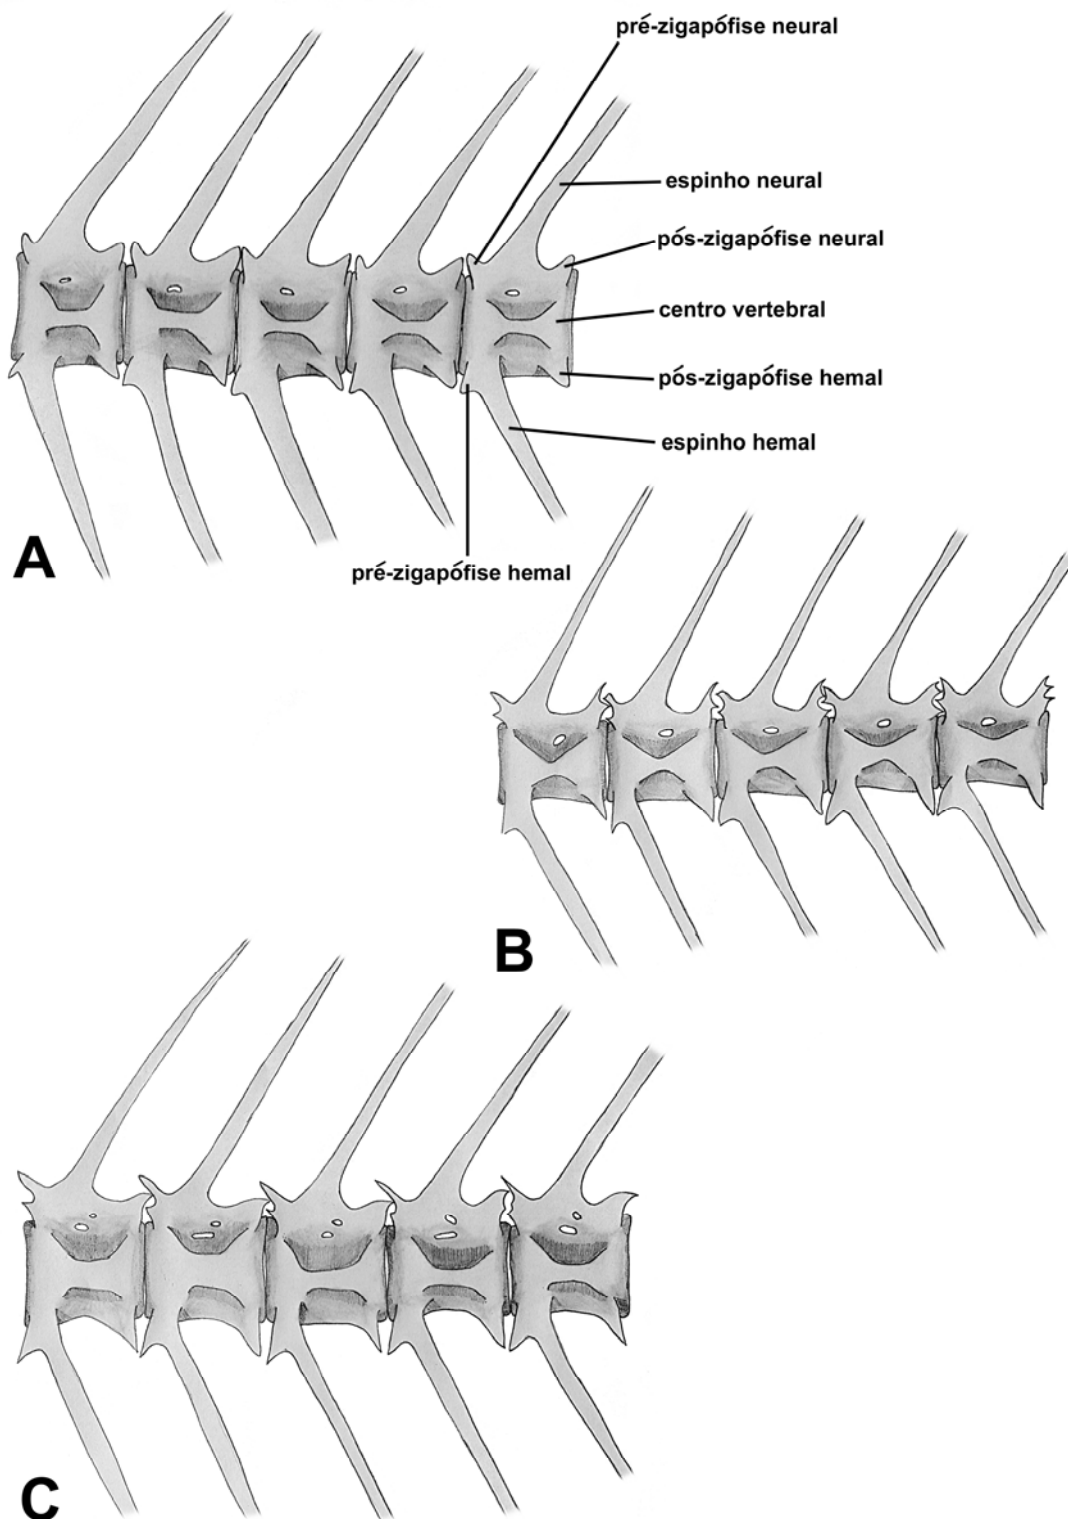 pré-zigapófise neural
espinho neural
pós-zigapófise neural
centro vertebral
pós-zigapófise hemal
espinho hemal
A
pré-zigapófise hemal
B
C